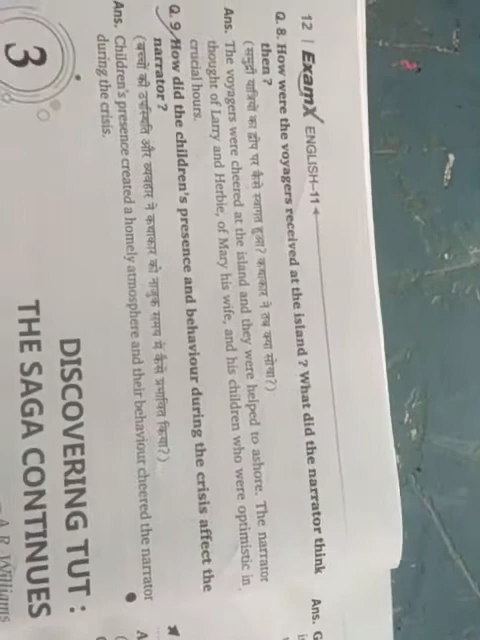 12 | ExamX ENGLISH–11
Q. 8. How were the voyagers received at the island ? What did the narrator think
then ?
(समुद्री यात्रियों का द्वीप पर कैसे स्वागत हुआ? कथाकार ने तब क्या सोचा?)
Ans. The voyagers were cheered at the island and they were helped to ashore. The narrator
thought of Larry and Herbie, of Mary his wife, and his children who were optimistic in
crucial hours.
Q. 9. How did the children's presence and behaviour during the crisis affect the
narrator ?
(बच्चों की उपस्थिति और व्यवहार ने कथाकार को नाजुक समय में कैसे प्रभावित किया?)
Ans. Children's presence created a homely atmosphere and their behaviour cheered the narrator
during the crisis.
3
DISCOVERING TUT :
THE SAGA CONTINUES
– A.R. Williams
Ans. G